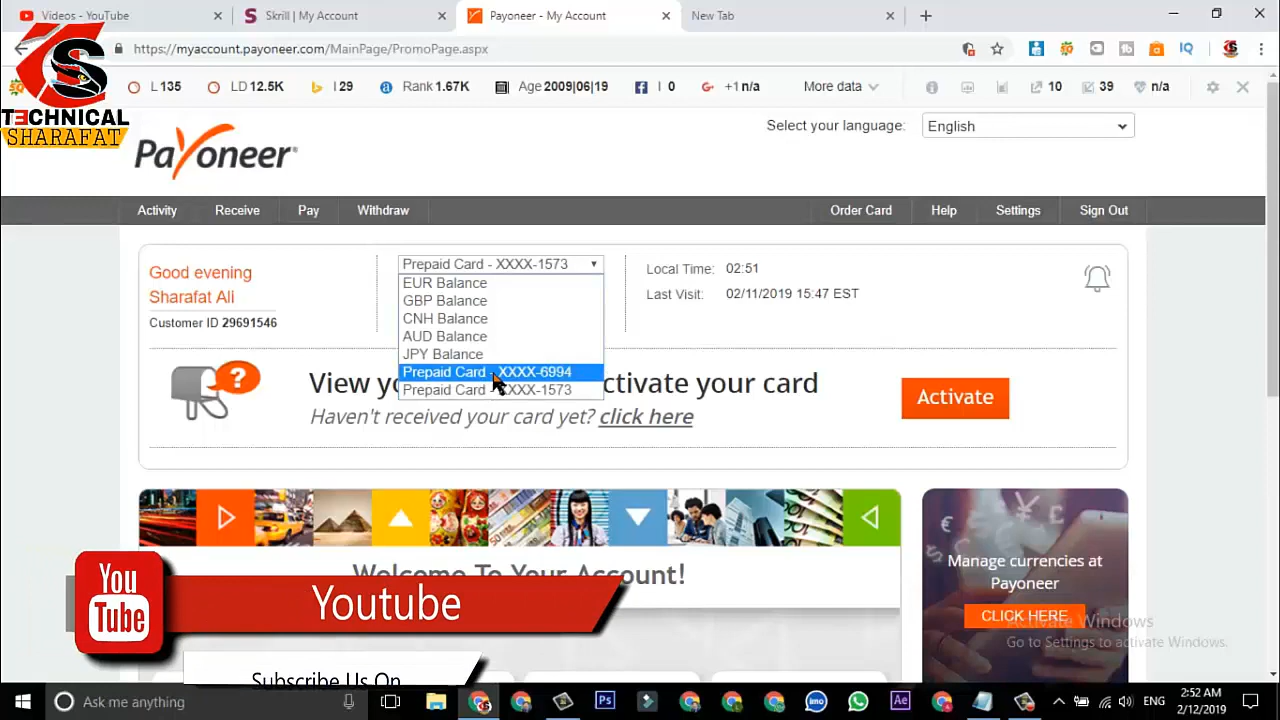 Videos - YouTube
Skrill | My Account
Payoneer - My Account
New Tab
https://myaccount.payoneer.com/MainPage/PromoPage.aspx
L 135
LD 12.5K
I 29
Rank 1.67K
Age 2009|06|19
I 0
+1 n/a
More data
10
39
n/a
TECHNICAL
SHARAFAT
Payoneer
Select your language:
English
Activity
Receive
Pay
Withdraw
Order Card
Help
Settings
Sign Out
Good evening
Sharafat Ali
Customer ID 29691546
Prepaid Card - XXXX-1573
EUR Balance
GBP Balance
CNH Balance
AUD Balance
JPY Balance
Prepaid Card - XXXX-6994
Prepaid Card - XXXX-1573
Local Time: 02:51
Last Visit: 02/11/2019 15:47 EST
View activate your card
Haven't received your card yet? click here
Activate
Welcome To Your Account!
Manage currencies at
Payoneer
CLICK HERE
Activate Windows
Go to Settings to activate Windows.
You
Tube
Youtube
Subscribe Us On
Ask me anything
Ps
imo
Ae
ENG
2:52 AM
2/12/2019